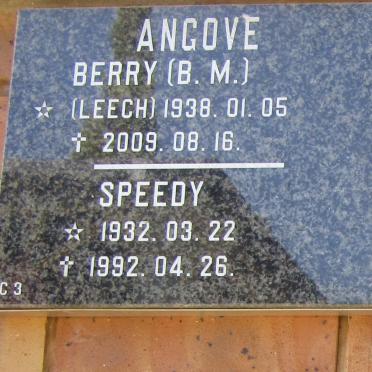 ANGOVE
BERRY (B. M.)
☆ (LEECH) 1938. 01. 05
✝ 2009. 08. 16.
SPEEDY
☆ 1932. 03. 22
✝ 1992. 04. 26.
C 3